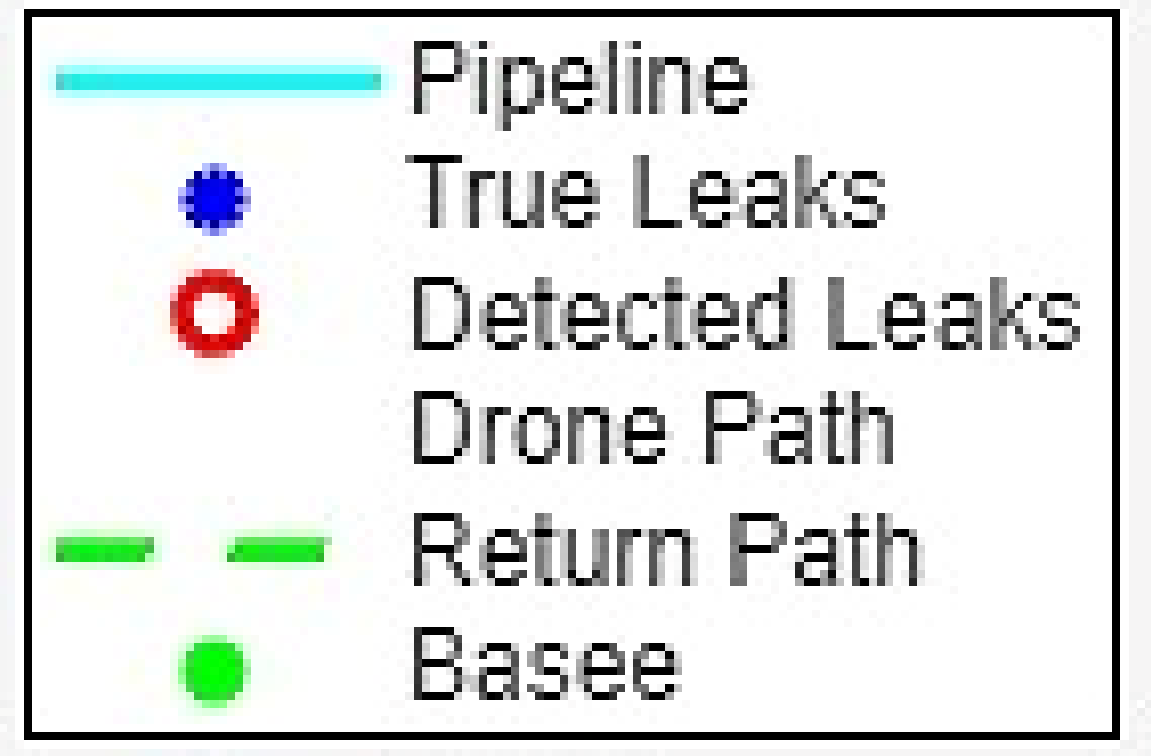 Pipeline
True Leaks
Detected Leaks
Drone Path
Return Path
Basee